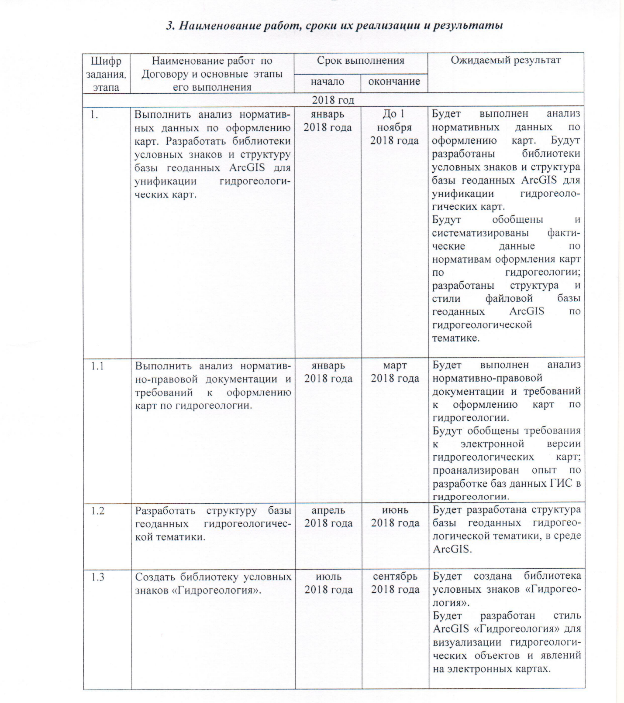 3. Наименование работ, сроки их реализации и результаты
Шифр задания, этапа
Наименование работ по Договору и основные этапы его выполнения
Срок выполнения
начало
окончание
Ожидаемый результат
2018 год
1.
Выполнить анализ норматив-
ных данных по оформлению
карт. Разработать библиотеки
условных знаков и структуру
базы геоданных ArcGIS для
унификации гидрогеологи-
ческих карт.
январь
2018 года
До 1
ноября
2018 года
Будет выполнен анализ
нормативных данных по
оформлению карт. Будут
разработаны библиотеки
условных знаков и структура
базы геоданных ArcGIS для
унификации гидрогеоло-
гических карт.
Будут обобщены и
систематизированы факти-
ческие данные по
нормативам оформления карт
по гидрогеологии;
разработаны структура и
стили файловой базы
геоданных ArcGIS по
гидрогеологической
тематике.
1.1
Выполнить анализ норматив-
но-правовой документации и
требований к оформлению
карт по гидрогеологии.
январь
2018 года
март
2018 года
Будет выполнен анализ
нормативно-правовой
документации и требований
к оформлению карт по
гидрогеологии.
Будут обобщены требования
к электронной версии
гидрогеологических карт;
проанализирован опыт по
разработке баз данных ГИС в
гидрогеологии.
1.2
Разработать структуру базы
геоданных гидрогеологичес-
кой тематики.
апрель
2018 года
июнь
2018 года
Будет разработана структура
базы геоданных гидрогео-
логической тематики, в среде
ArcGIS.
1.3
Создать библиотеку условных
знаков «Гидрогеология».
июль
2018 года
сентябрь
2018 года
Будет создана библиотека
условных знаков «Гидрогео-
логия».
Будет разработан стиль
ArcGIS «Гидрогеология» для
визуализации гидрогеологи-
ческих объектов и явлений
на электронных картах.